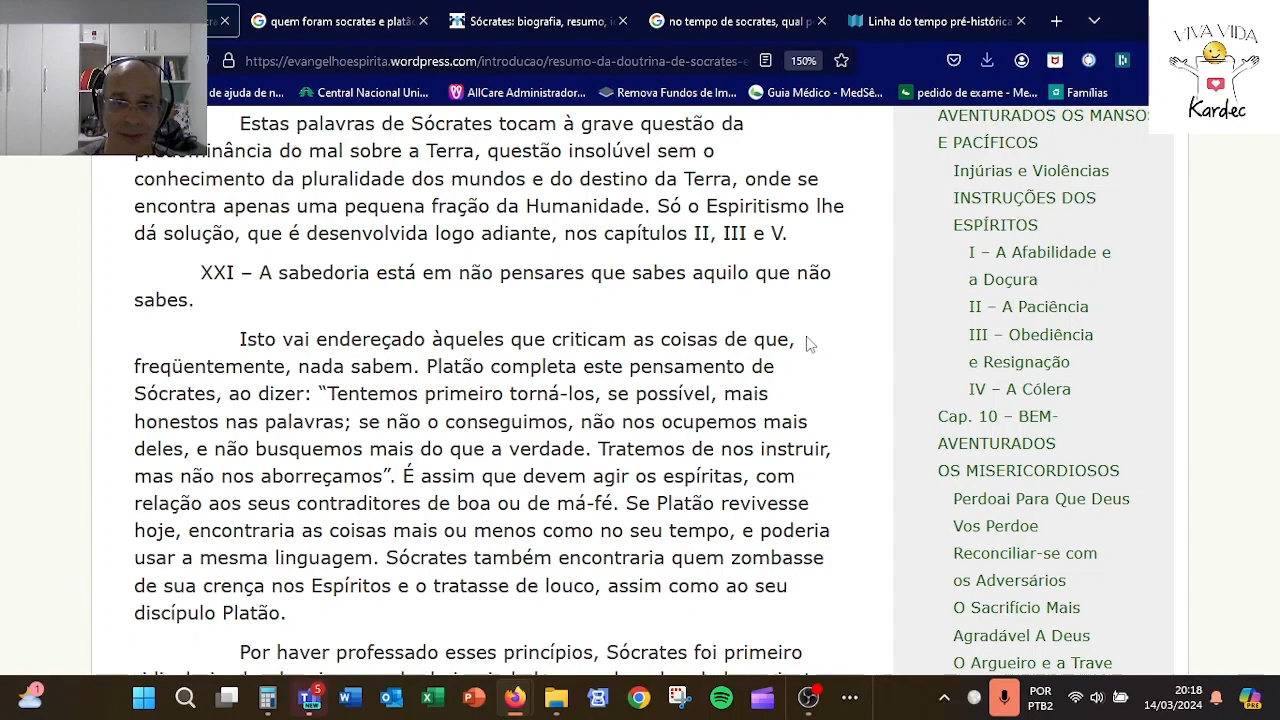 quem foram socrates e platão
Sócrates: biografia, resumo, i
no tempo de socrates, qual p
Linha do tempo pré-histórica
https://evangelhoespirita.wordpress.com/introducao/resumo-da-doutrina-de-socrates-e
150%
de ajuda de n...
Central Nacional Uni...
AllCare Administrador...
Remova Fundos de Im...
Guia Médico - MedSê...
pedido de exame - Me...
Famílias
VIVA VIDA
Kardec
Estas palavras de Sócrates tocam à grave questão da
predominância do mal sobre a Terra, questão insolúvel sem o
conhecimento da pluralidade dos mundos e do destino da Terra, onde se
encontra apenas uma pequena fração da Humanidade. Só o Espiritismo lhe
dá solução, que é desenvolvida logo adiante, nos capítulos II, III e V.
XXI – A sabedoria está em não pensares que sabes aquilo que não
sabes.
Isto vai endereçado àqueles que criticam as coisas de que,
freqüentemente, nada sabem. Platão completa este pensamento de
Sócrates, ao dizer: “Tentemos primeiro torná-los, se possível, mais
honestos nas palavras; se não o conseguimos, não nos ocupemos mais
deles, e não busquemos mais do que a verdade. Tratemos de nos instruir,
mas não nos aborreçamos”. É assim que devem agir os espíritas, com
relação aos seus contraditores de boa ou de má-fé. Se Platão revivesse
hoje, encontraria as coisas mais ou menos como no seu tempo, e poderia
usar a mesma linguagem. Sócrates também encontraria quem zombasse
de sua crença nos Espíritos e o tratasse de louco, assim como ao seu
discípulo Platão.
Por haver professado esses princípios, Sócrates foi primeiro
AVENTURADOS OS MANSOS
E PACÍFICOS
Injúrias e Violências
INSTRUÇÕES DOS
ESPÍRITOS
I – A Afabilidade e
a Doçura
II – A Paciência
III – Obediência
e Resignação
IV – A Cólera
Cap. 10 – BEM-
AVENTURADOS
OS MISERICORDIOSOS
Perdoai Para Que Deus
Vos Perdoe
Reconciliar-se com
os Adversários
O Sacrifício Mais
Agradável A Deus
O Argueiro e a Trave
1
5
NEW
POR
PTB2
20:18
14/03/2024
PRE